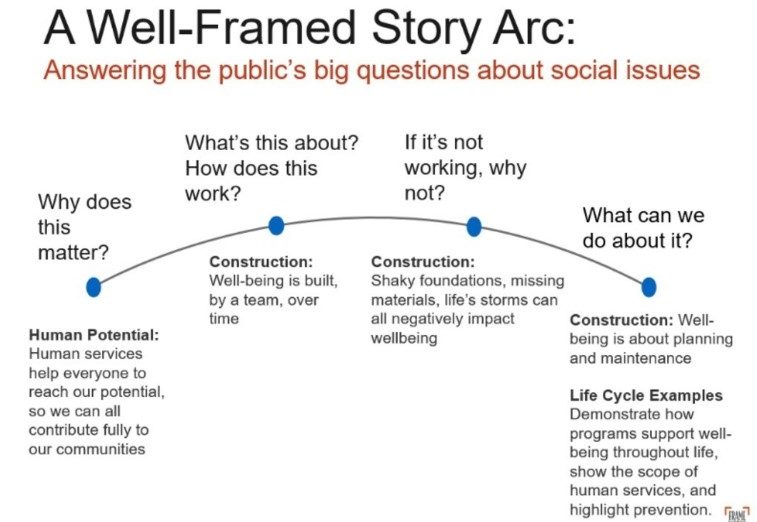 A Well-Framed Story Arc:
Answering the public's big questions about social issues
Why does
this
matter?
Human Potential:
Human services
help everyone to
reach our potential,
so we can all
contribute fully to
our communities
What's this about?
How does this
work?
Construction:
Well-being is built,
by a team, over
time
If it's not
working, why
not?
Construction:
Shaky foundations, missing
materials, life's storms can
all negatively impact
wellbeing
What can we
do about it?
Construction: Well-
being is about planning
and maintenance
Life Cycle Examples
Demonstrate how
programs support well-
being throughout life,
show the scope of
human services, and
highlight prevention.
FRAME